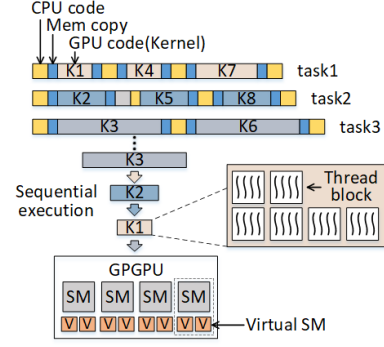 CPU code
Mem copy
GPU code(Kernel)
K1 K4 K7 task1
K2 K5 K8 task2
K3 K6 task3
K3
Sequential
execution
K2
K1
Thread
block
GPGPU
SM SM SM SM
V V V V V V V V
Virtual SM